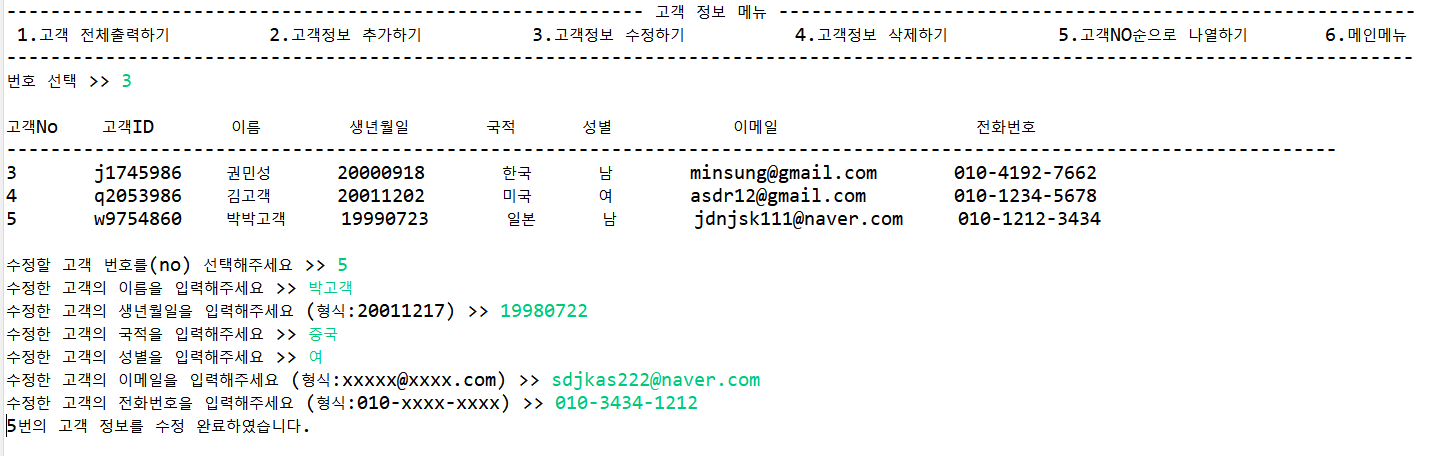 ---------------------------------------------------------------- 고객 정보 메뉴 ----------------------------------------------------------------
1.고객 전체출력하기 2.고객정보 추가하기 3.고객정보 수정하기 4.고객정보 삭제하기 5.고객NO순으로 나열하기 6.메인메뉴
----------------------------------------------------------------------------------------------------------------------------------------------
번호 선택 >> 3
고객No 고객ID 이름 생년월일 국적 성별 이메일 전화번호
--------------------------------------------------------------------------------------------------------------------------------------
3 j1745986 권민성 20000918 한국 남 minsung@gmail.com 010-4192-7662
4 q2053986 김고객 20011202 미국 여 asdr12@gmail.com 010-1234-5678
5 w9754860 박박고객 19990723 일본 남 jdnjsk111@naver.com 010-1212-3434
수정할 고객 번호를(no) 선택해주세요 >> 5
수정한 고객의 이름을 입력해주세요 >> 박고객
수정한 고객의 생년월일을 입력해주세요 (형식:20011217) >> 19980722
수정한 고객의 국적을 입력해주세요 >> 중국
수정한 고객의 성별을 입력해주세요 >> 여
수정한 고객의 이메일을 입력해주세요 (형식:xxxxx@xxxx.com) >> sdjkas222@naver.com
수정한 고객의 전화번호을 입력해주세요 (형식:010-xxxx-xxxx) >> 010-3434-1212
5번의 고객 정보를 수정 완료하였습니다.